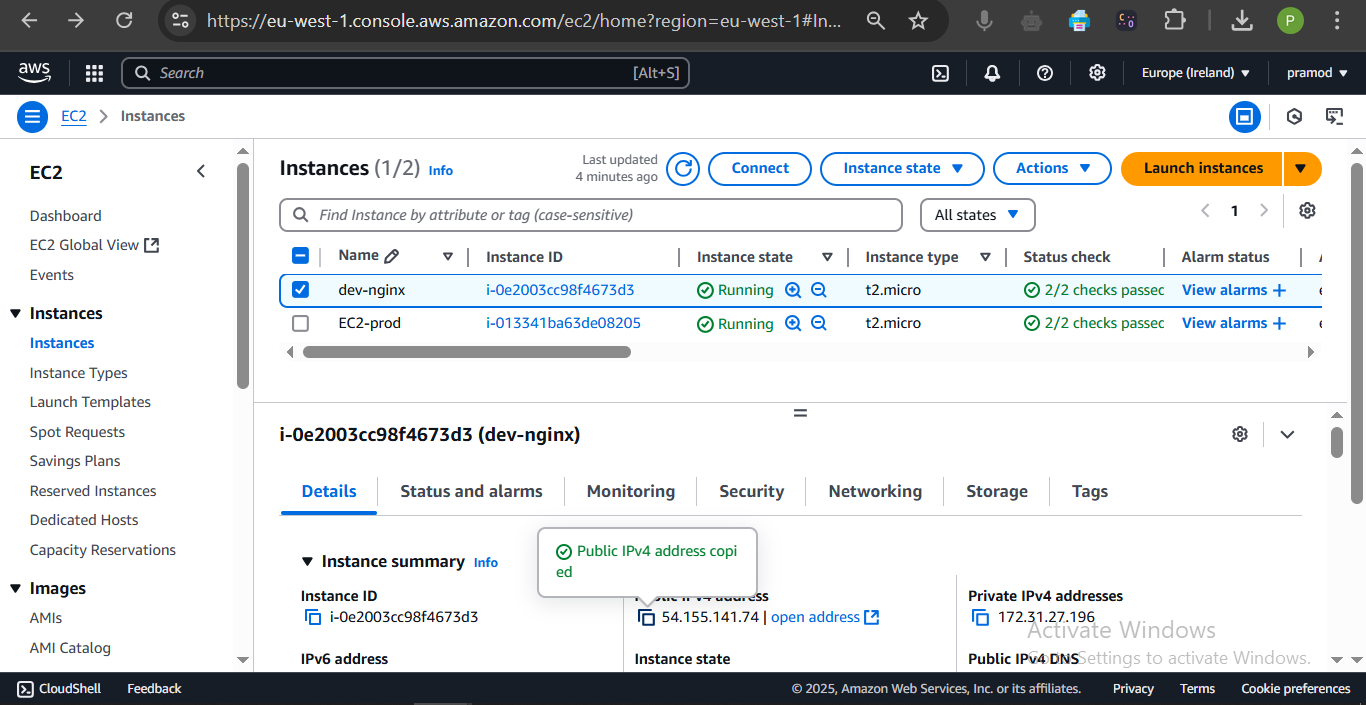 https://eu-west-1.console.aws.amazon.com/ec2/home?region=eu-west-1#In...
P
aws
Search
[Alt+S]
Europe (Ireland)
pramod
EC2
Instances
EC2
Dashboard
EC2 Global View
Events
Instances
Instances
Instance Types
Launch Templates
Spot Requests
Savings Plans
Reserved Instances
Dedicated Hosts
Capacity Reservations
Images
AMIs
AMI Catalog
Instances (1/2) Info
Last updated
4 minutes ago
Connect
Instance state
Actions
Launch instances
Find Instance by attribute or tag (case-sensitive)
All states
1
Name Instance ID Instance state Instance type Status check Alarm status
dev-nginx i-0e2003cc98f4673d3 Running t2.micro 2/2 checks passec View alarms +
EC2-prod i-013341ba63de08205 Running t2.micro 2/2 checks passec View alarms +
i-0e2003cc98f4673d3 (dev-nginx)
Details Status and alarms Monitoring Security Networking Storage Tags
Public IPv4 address copi
ed
Instance summary Info
Instance ID
i-0e2003cc98f4673d3
Public IPv4 address
54.155.141.74 | open address
Private IPv4 addresses
172.31.27.196
Activate Windows
Go to Settings to activate Windows.
IPv6 address
Instance state
Public IPv4 DNS
CloudShell Feedback
© 2025, Amazon Web Services, Inc. or its affiliates. Privacy Terms Cookie preferences